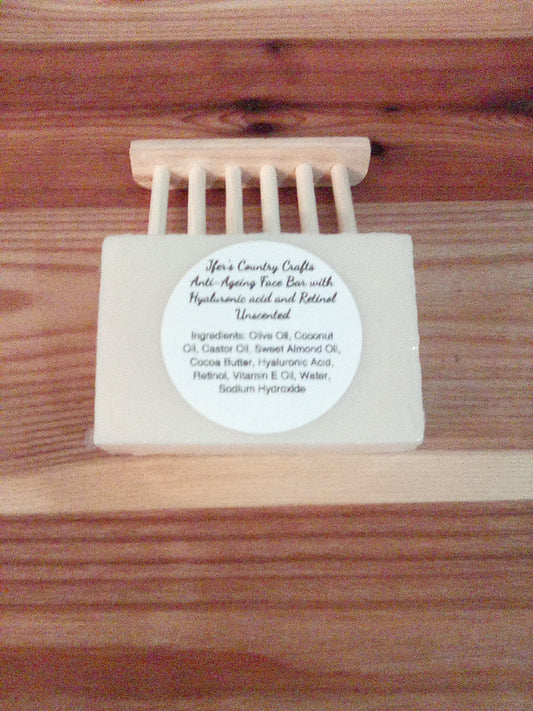 Jfer's Country Crafts
Anti-Ageing Face Bar with
Hyaluronic acid and Retinol
Unscented
Ingredients: Olive Oil, Coconut
Oil, Castor Oil, Sweet Almond Oil,
Cocoa Butter, Hyaluronic Acid,
Retinol, Vitamin E Oil, Water,
Sodium Hydroxide